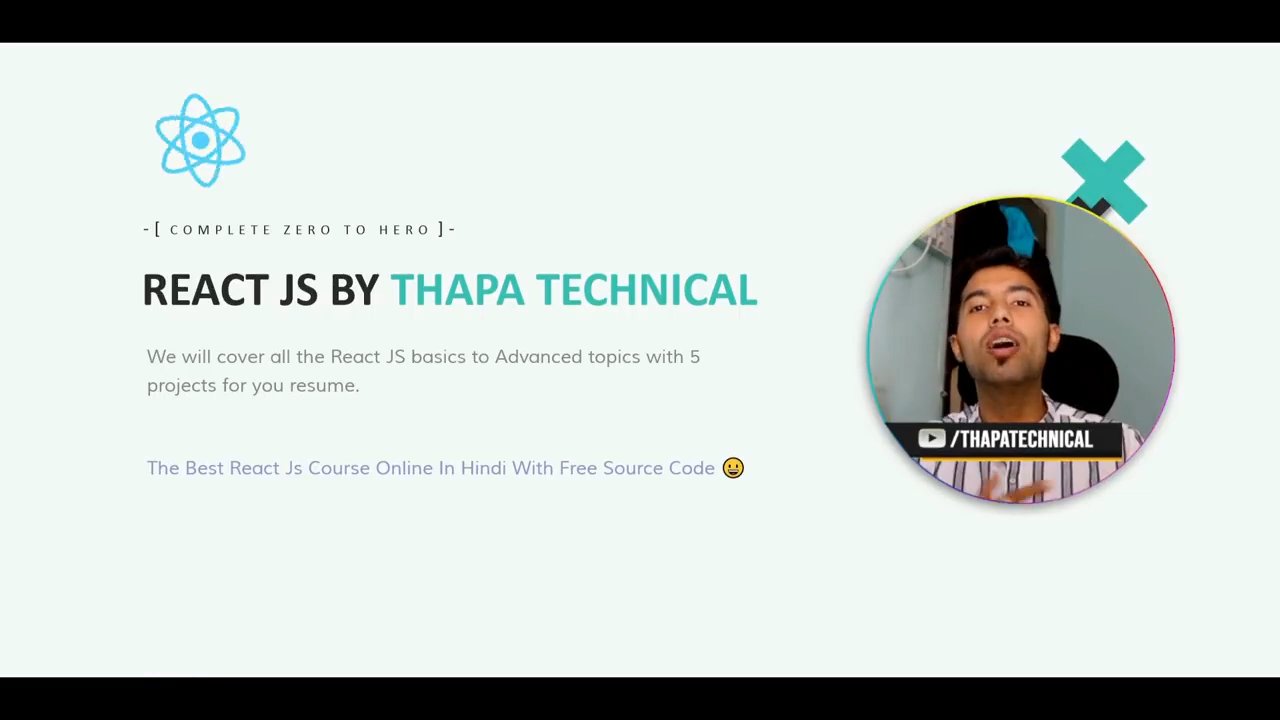 -[ COMPLETE ZERO TO HERO ]-
REACT JS BY THAPA TECHNICAL
We will cover all the React JS basics to Advanced topics with 5
projects for you resume.
/THAPATECHNICAL
The Best React Js Course Online In Hindi With Free Source Code 😀